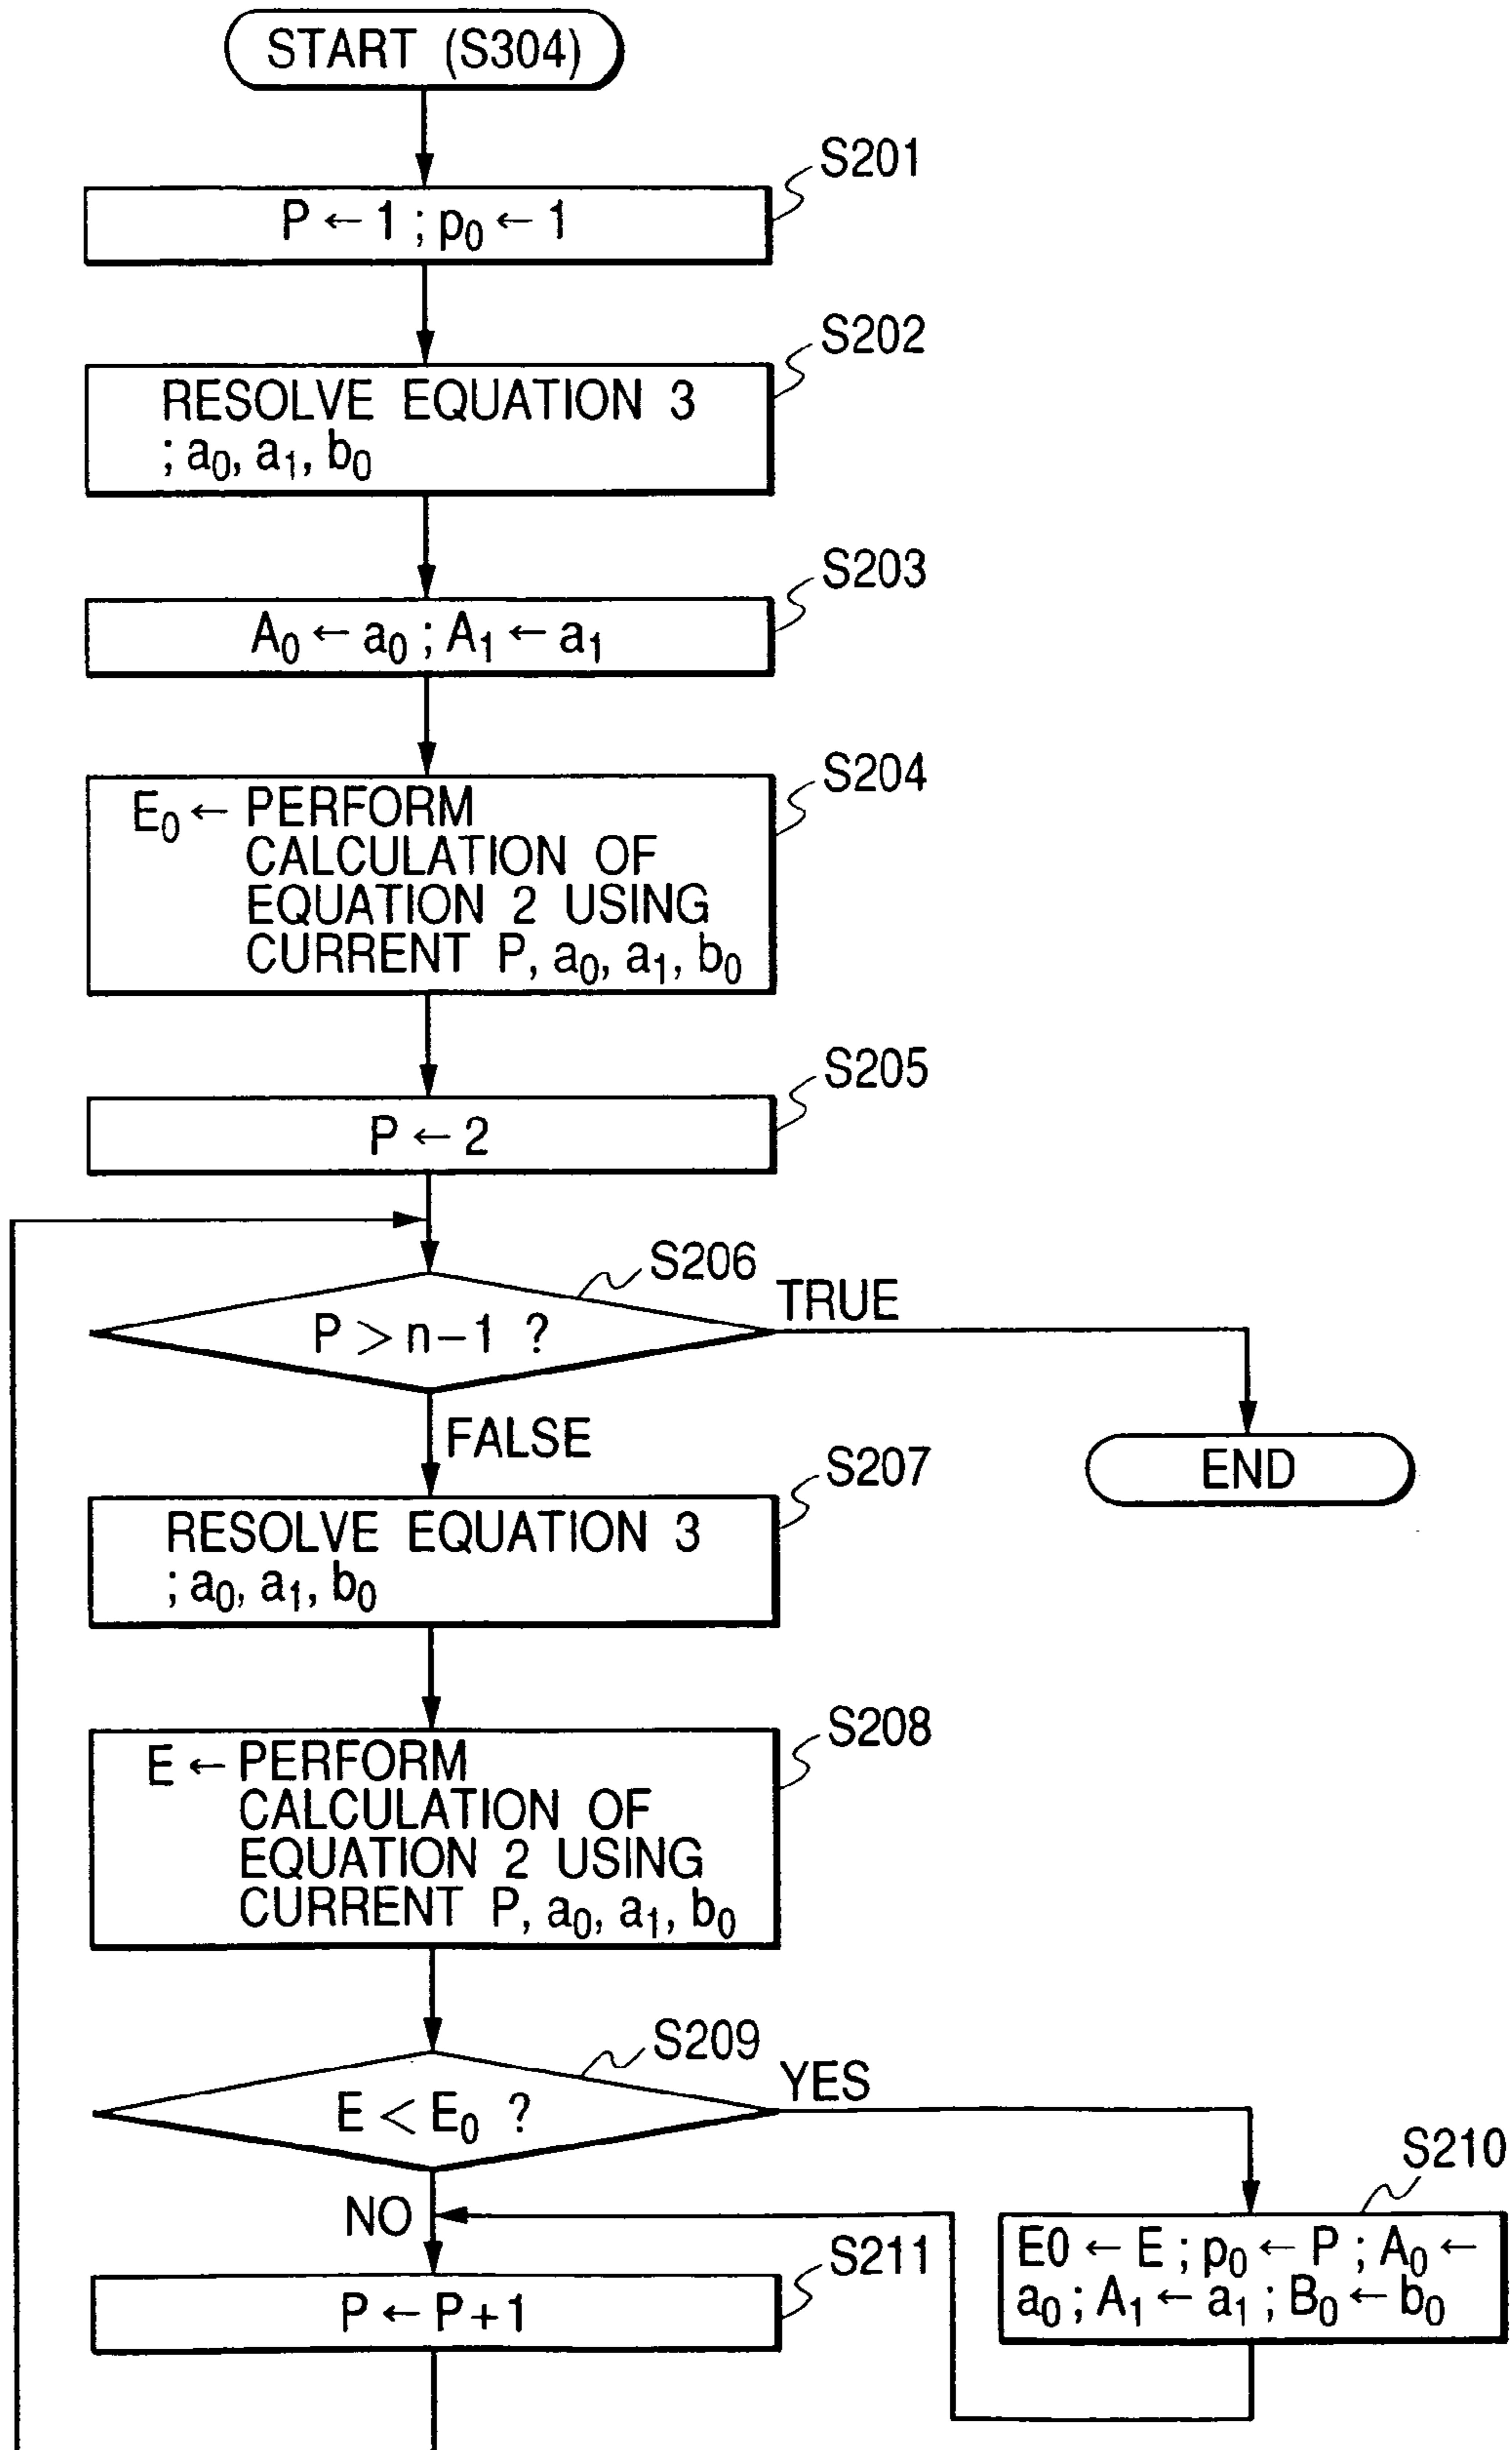 START (S304)
S201
P ← 1 ; p₀ ← 1
S202
RESOLVE EQUATION 3
; a₀, a₁, b₀
S203
A₀ ← a₀ ; A₁ ← a₁
S204
E₀ ← PERFORM
CALCULATION OF
EQUATION 2 USING
CURRENT P, a₀, a₁, b₀
S205
P ← 2
S206
P > n−1 ?
TRUE
FALSE
END
S207
RESOLVE EQUATION 3
; a₀, a₁, b₀
S208
E ← PERFORM
CALCULATION OF
EQUATION 2 USING
CURRENT P, a₀, a₁, b₀
S209
E < E₀ ?
YES
NO
S210
E0 ← E ; p₀ ← P ; A₀ ←
a₀ ; A₁ ← a₁ ; B₀ ← b₀
S211
P ← P+1